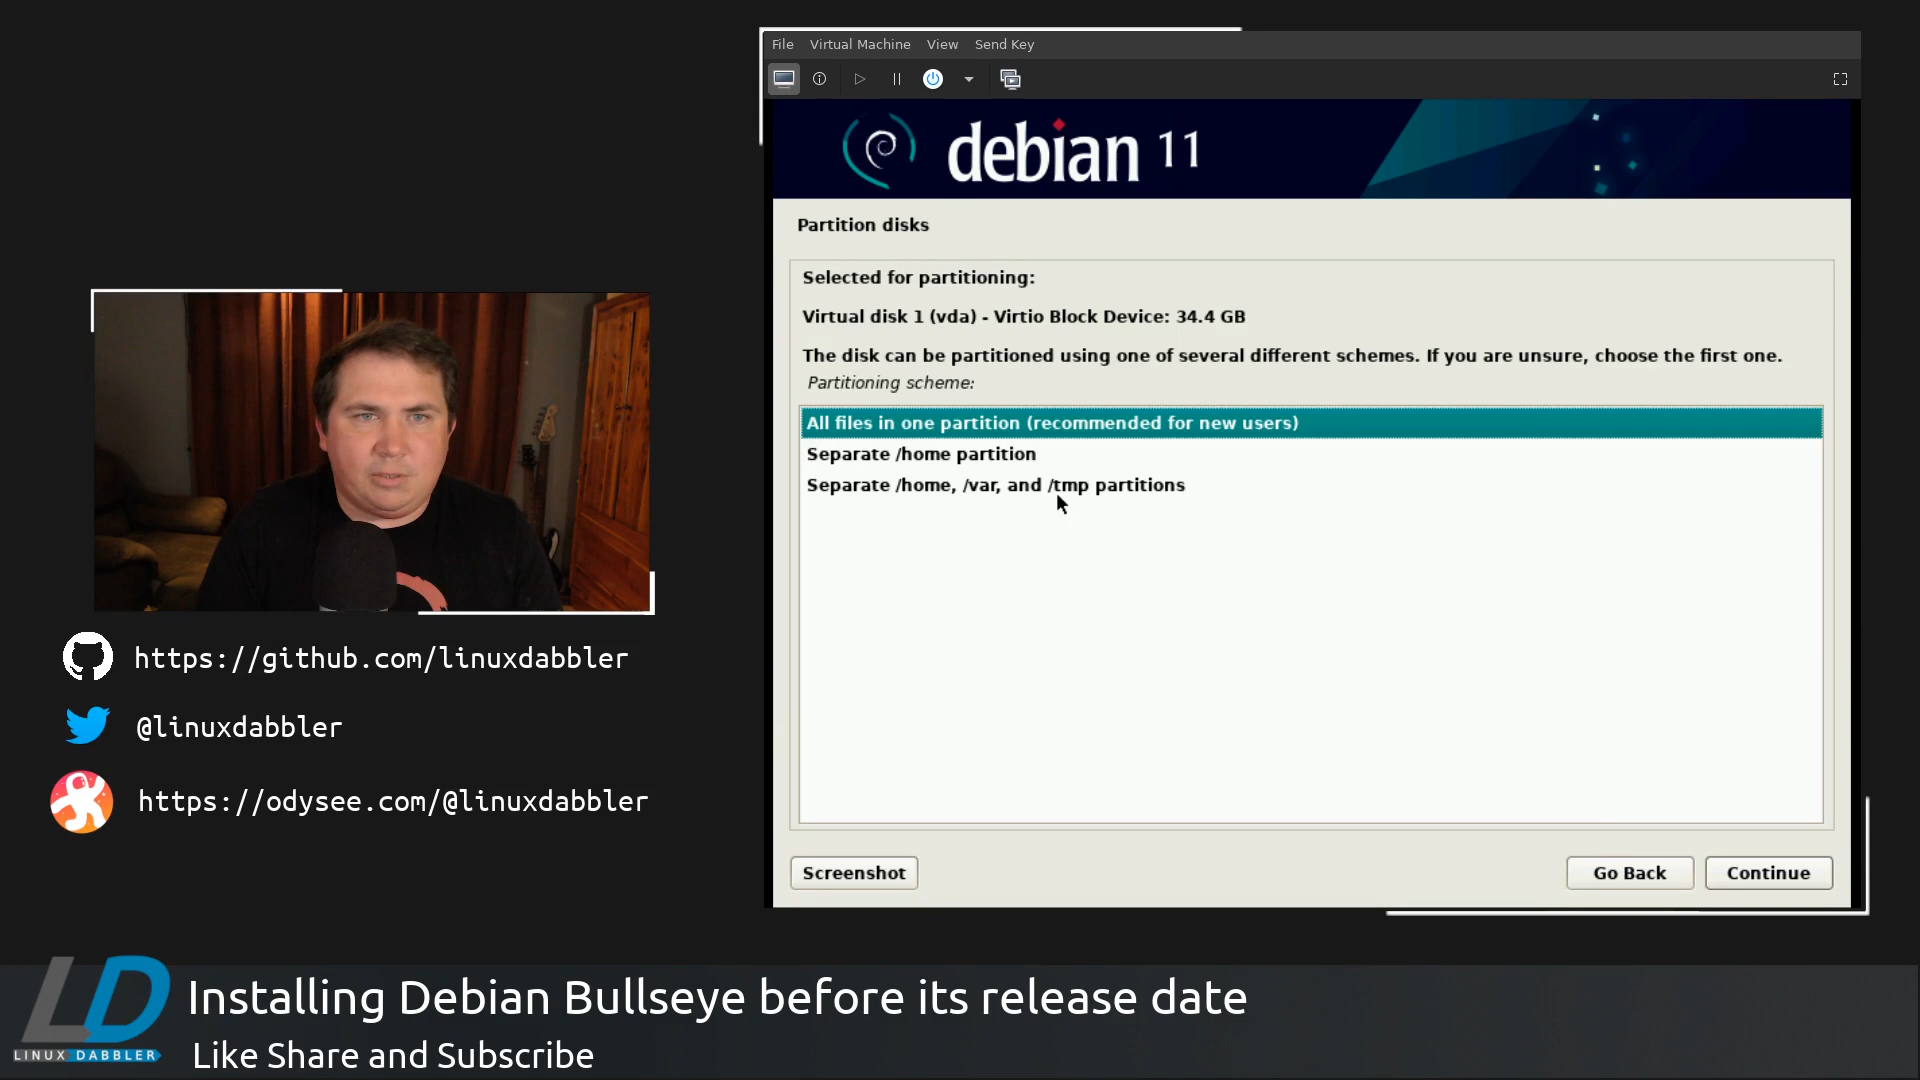 File Virtual Machine View Send Key
debian 11
Partition disks
Selected for partitioning:
Virtual disk 1 (vda) - Virtio Block Device: 34.4 GB
The disk can be partitioned using one of several different schemes. If you are unsure, choose the first one.
Partitioning scheme:
All files in one partition (recommended for new users)
Separate /home partition
Separate /home, /var, and /tmp partitions
Screenshot Go Back Continue
https://github.com/linuxdabbler
@linuxdabbler
https://odysee.com/@linuxdabbler
LD
LINUX DABBLER
Installing Debian Bullseye before its release date
Like Share and Subscribe